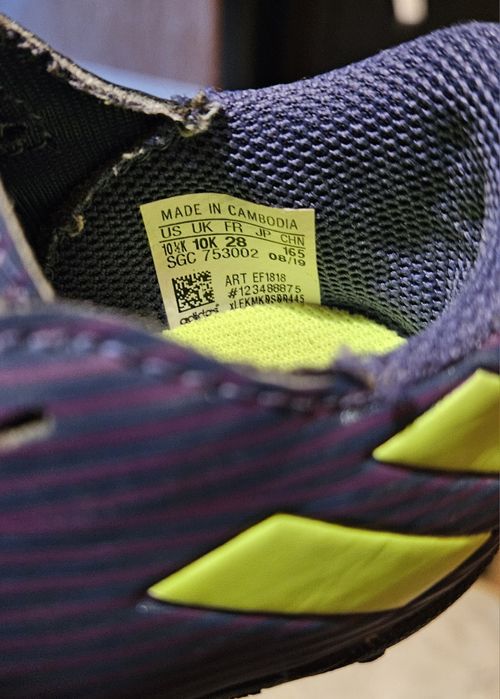 MADE IN CAMBODIA
US UK FR JP CHN
10½K 10K 28 165
SGC 753002 08/19
ART EF1818
#123488875
adidas